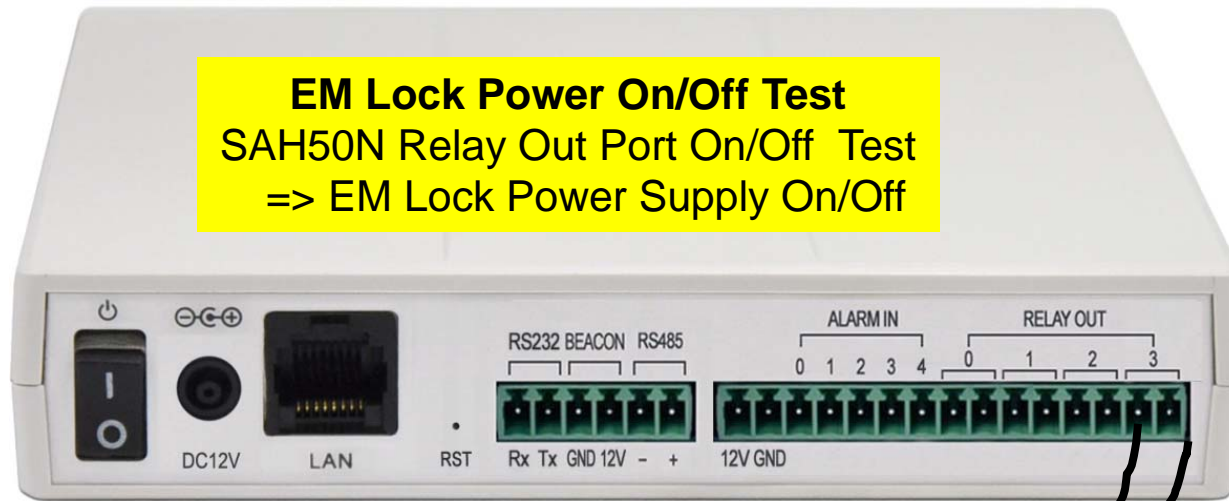 EM Lock Power On/Off Test
SAH50N Relay Out Port On/Off Test
=> EM Lock Power Supply On/Off
RS232 BEACON RS485
ALARM IN
RELAY OUT
0 1 2 3 4 0 1 2 3
DC12V LAN RST Rx Tx GND 12V - + 12V GND